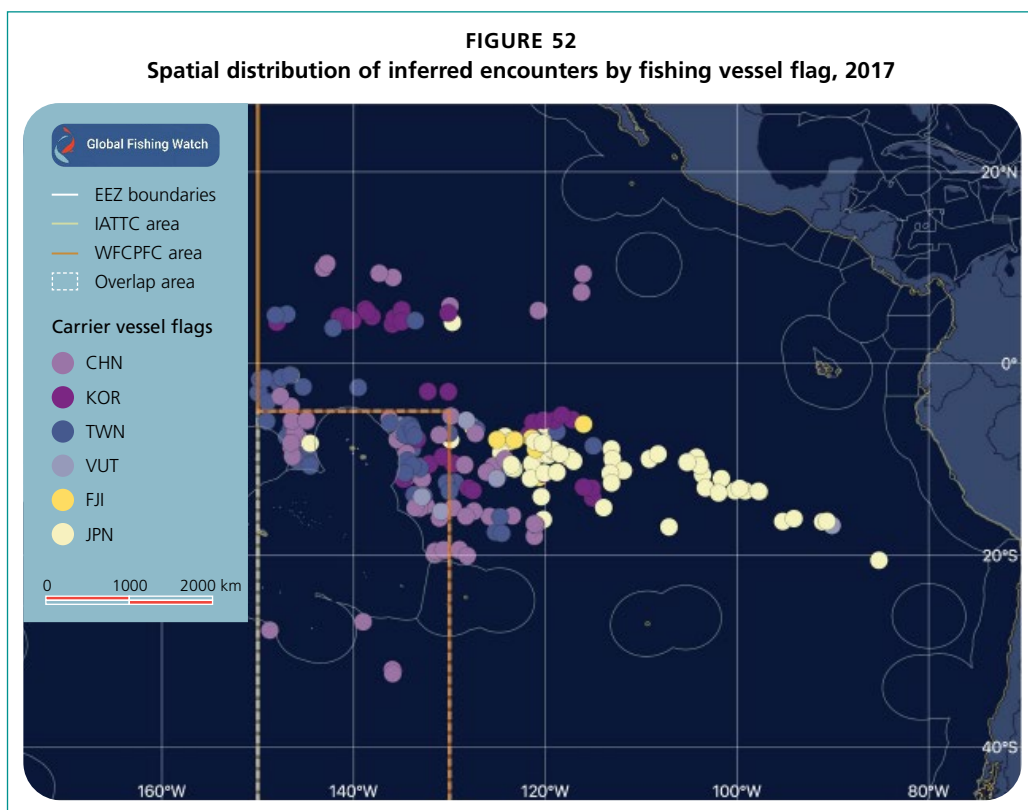 FIGURE 52
Spatial distribution of inferred encounters by fishing vessel flag, 2017
Global Fishing Watch
EEZ boundaries
IATTC area
WFCPFC area
Overlap area
Carrier vessel flags
CHN
KOR
TWN
VUT
FJI
JPN
0 1000 2000 km
20°N
0°
20°S
40°S
160°W 140°W 120°W 100°W 80°W